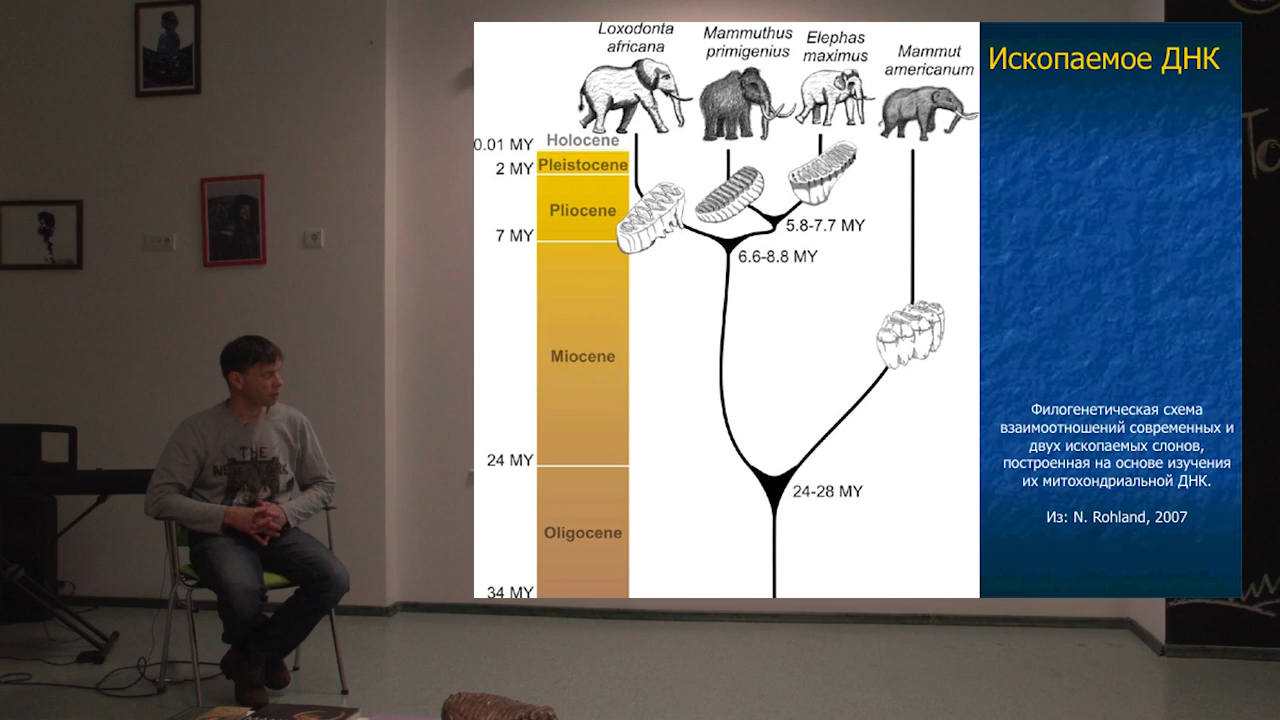 Loxodonta
africana
Mammuthus
primigenius
Elephas
maximus
Mammut
americanum
Ископаемое ДНК
0.01 MY
Holocene
2 MY
Pleistocene
Pliocene
5.8-7.7 MY
7 MY
6.6-8.8 MY
Miocene
24 MY
24-28 MY
Oligocene
34 MY
Филогенетическая схема
взаимоотношений современных и
двух ископаемых слонов,
построенная на основе изучения
их митохондриальной ДНК.
Из: N. Rohland, 2007
THE
NEW YORK